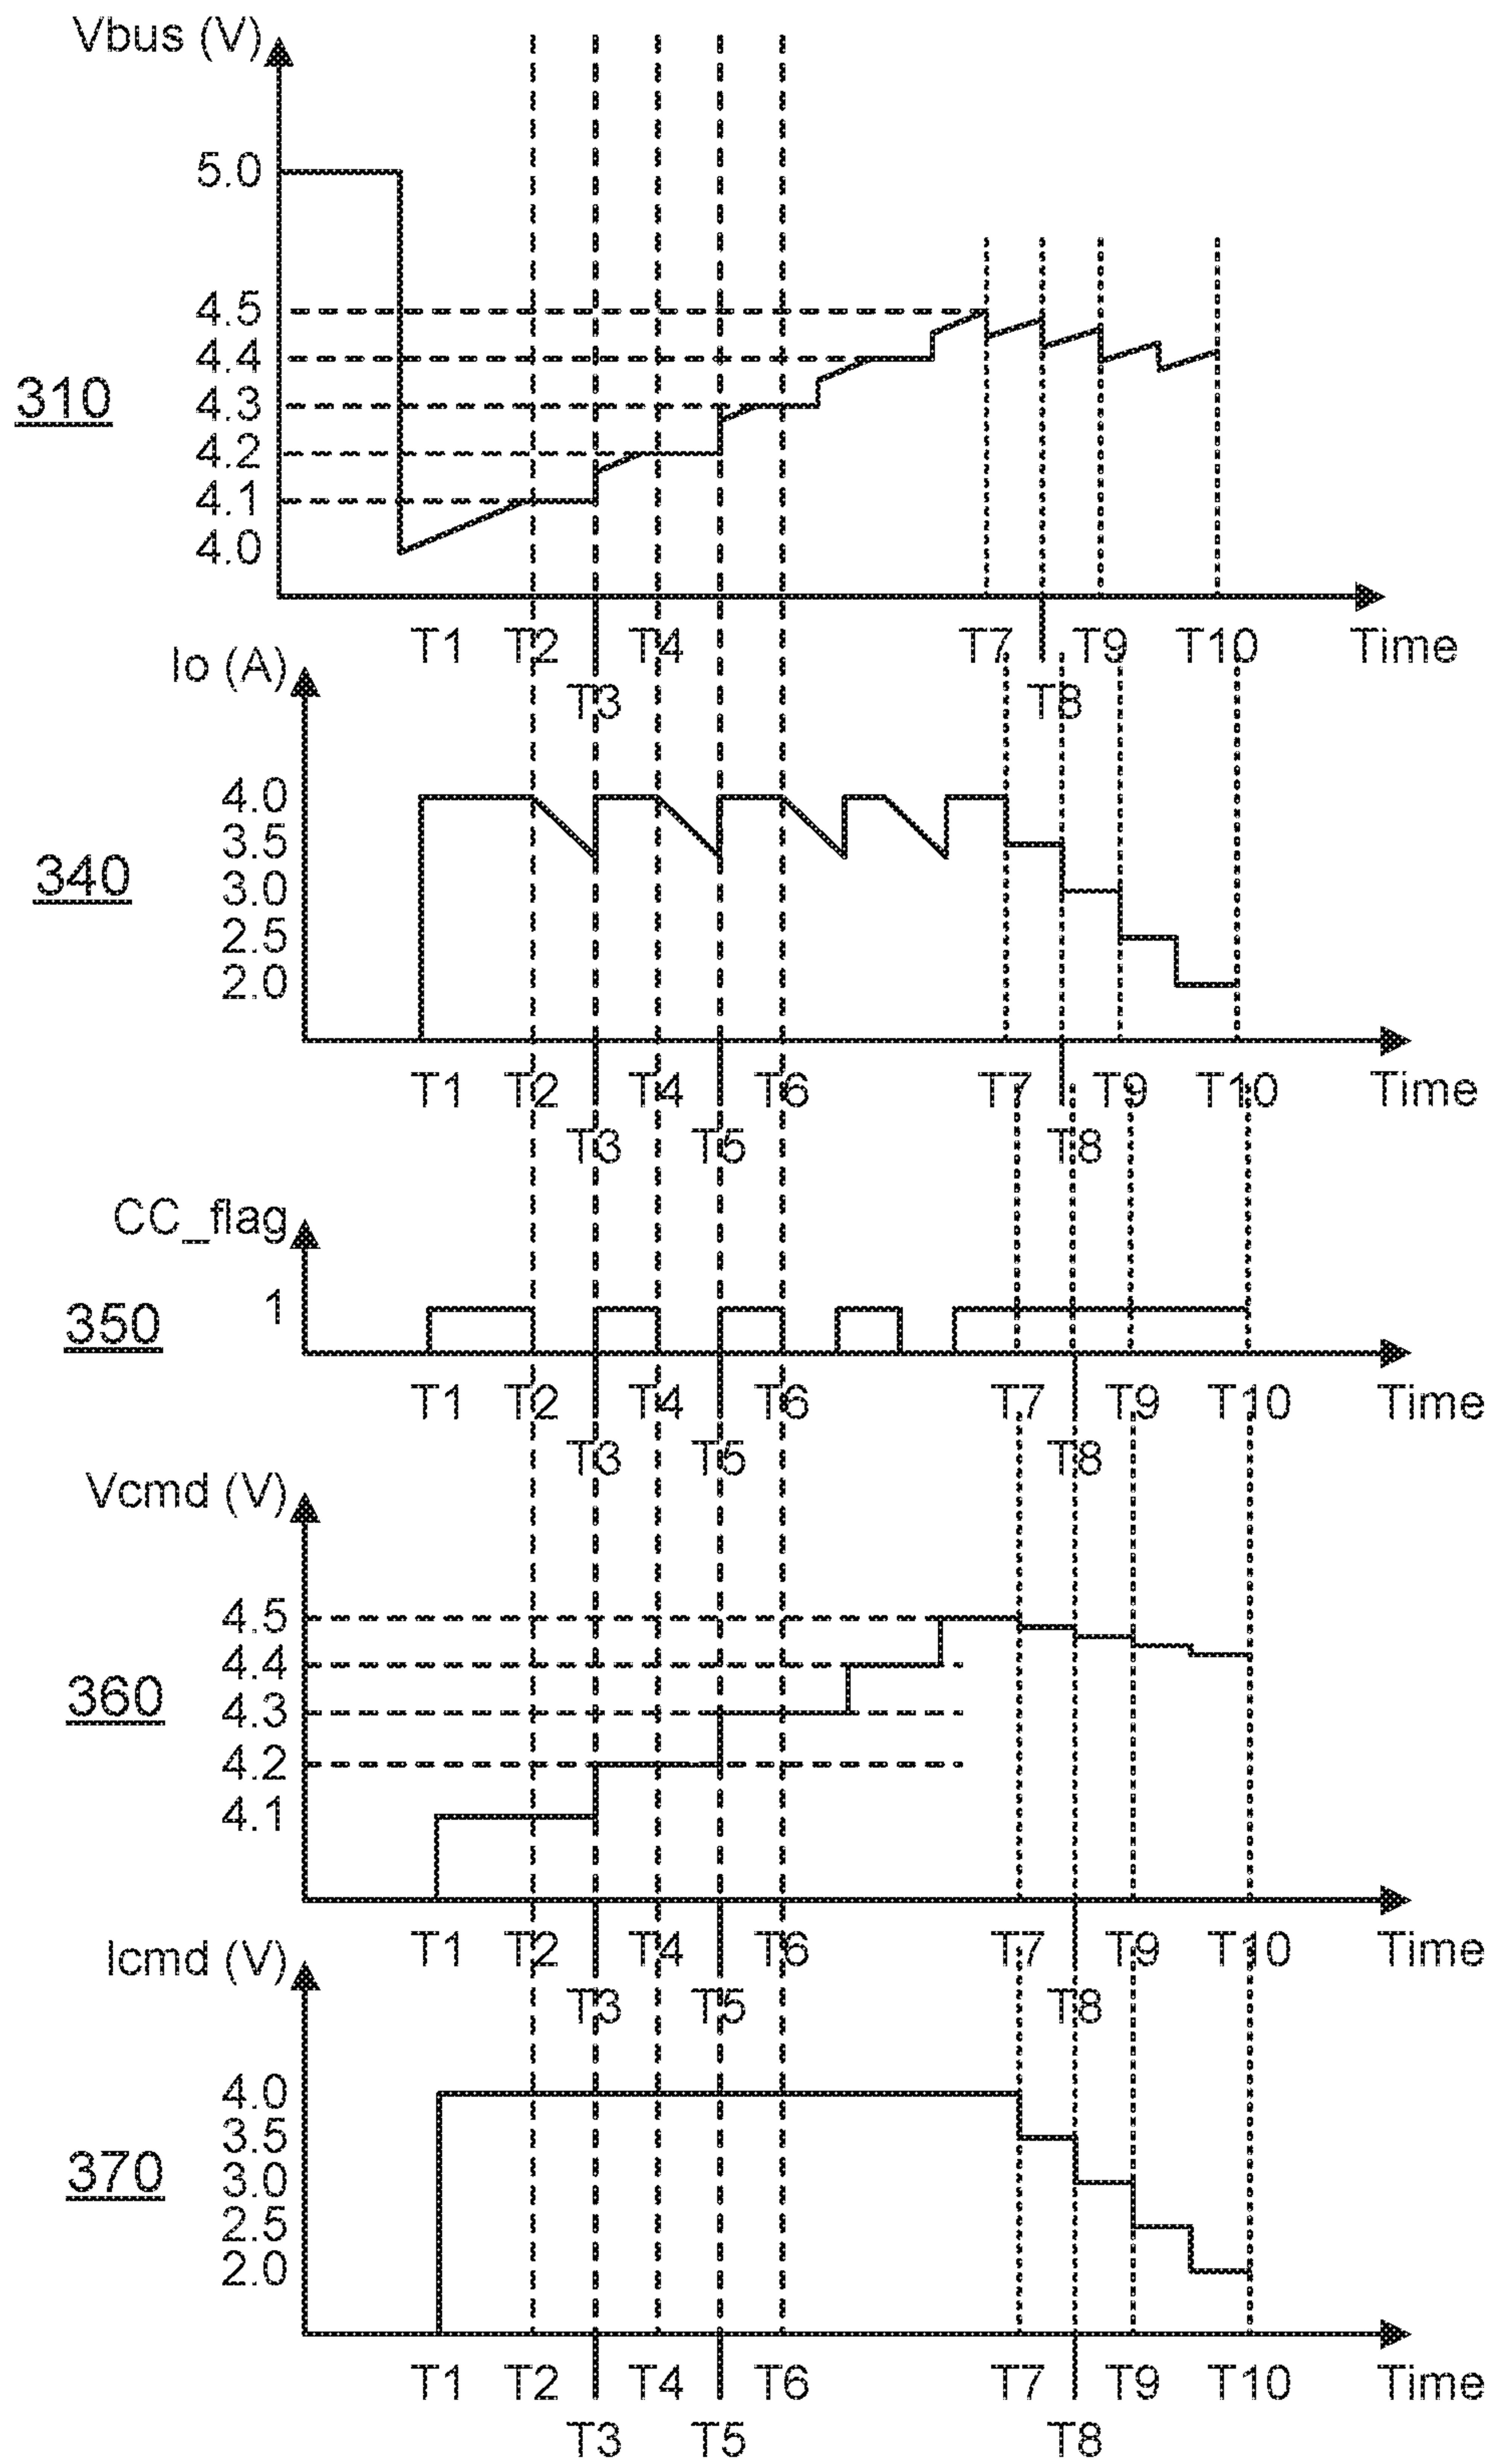 Vbus (V)
5.0
4.5
4.4
310
4.3
4.2
4.1
4.0
T1 T2 T4 T7 T9 T10 Time
T3 T8
Io (A)
4.0
3.5
340
3.0
2.5
2.0
T1 T2 T4 T6 T7 T9 T10 Time
T3 T5 T8
CC_flag
1
350
T1 T2 T4 T6 T7 T9 T10 Time
T3 T5 T8
Vcmd (V)
4.5
4.4
360
4.3
4.2
4.1
T1 T2 T4 T6 T7 T9 T10 Time
T3 T5 T8
Icmd (V)
4.0
3.5
370
3.0
2.5
2.0
T1 T2 T4 T6 T7 T9 T10 Time
T3 T5 T8